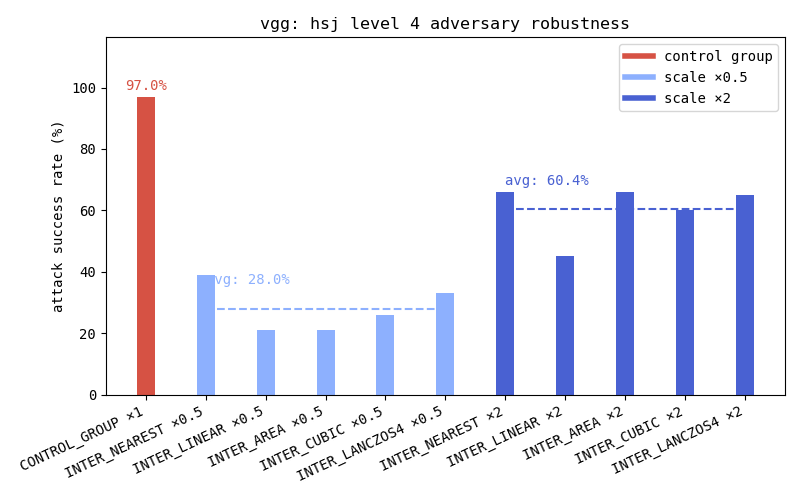 vgg: hsj level 4 adversary robustness
control group
scale ×0.5
scale ×2
97.0%
avg: 60.4%
vg: 28.0%
attack success rate (%)
100
80
60
40
20
0
CONTROL_GROUP ×1
INTER_NEAREST ×0.5
INTER_LINEAR ×0.5
INTER_AREA ×0.5
INTER_CUBIC ×0.5
INTER_LANCZOS4 ×0.5
INTER_NEAREST ×2
INTER_LINEAR ×2
INTER_AREA ×2
INTER_CUBIC ×2
INTER_LANCZOS4 ×2